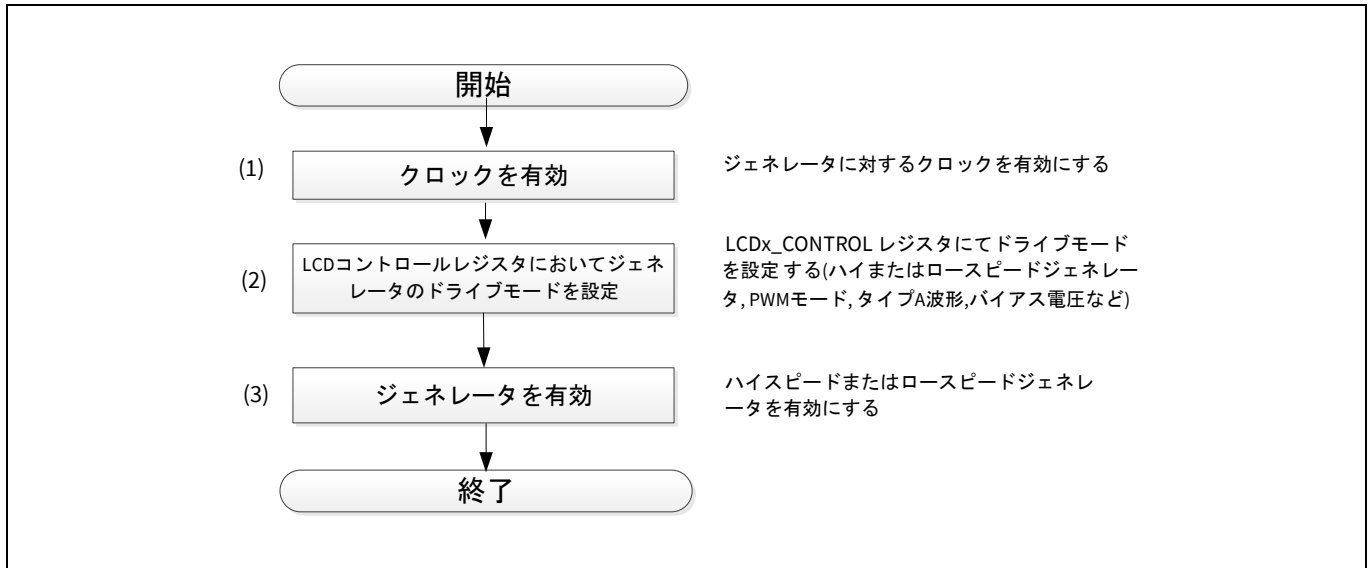 開始
(1)
クロックを有効
ジェネレータに対するクロックを有効にする
(2)
LCDコントロールレジスタにおいてジェネ
レータのドライブモードを設定
LCDx_CONTROL レジスタにてドライブモード
を設定 する(ハイまたはロースピードジェネレー
タ, PWMモード, タイプA波形,バイアス電圧など)
(3)
ジェネレータを有効
ハイスピードまたはロースピードジェネレ
ータを有効にする
終了